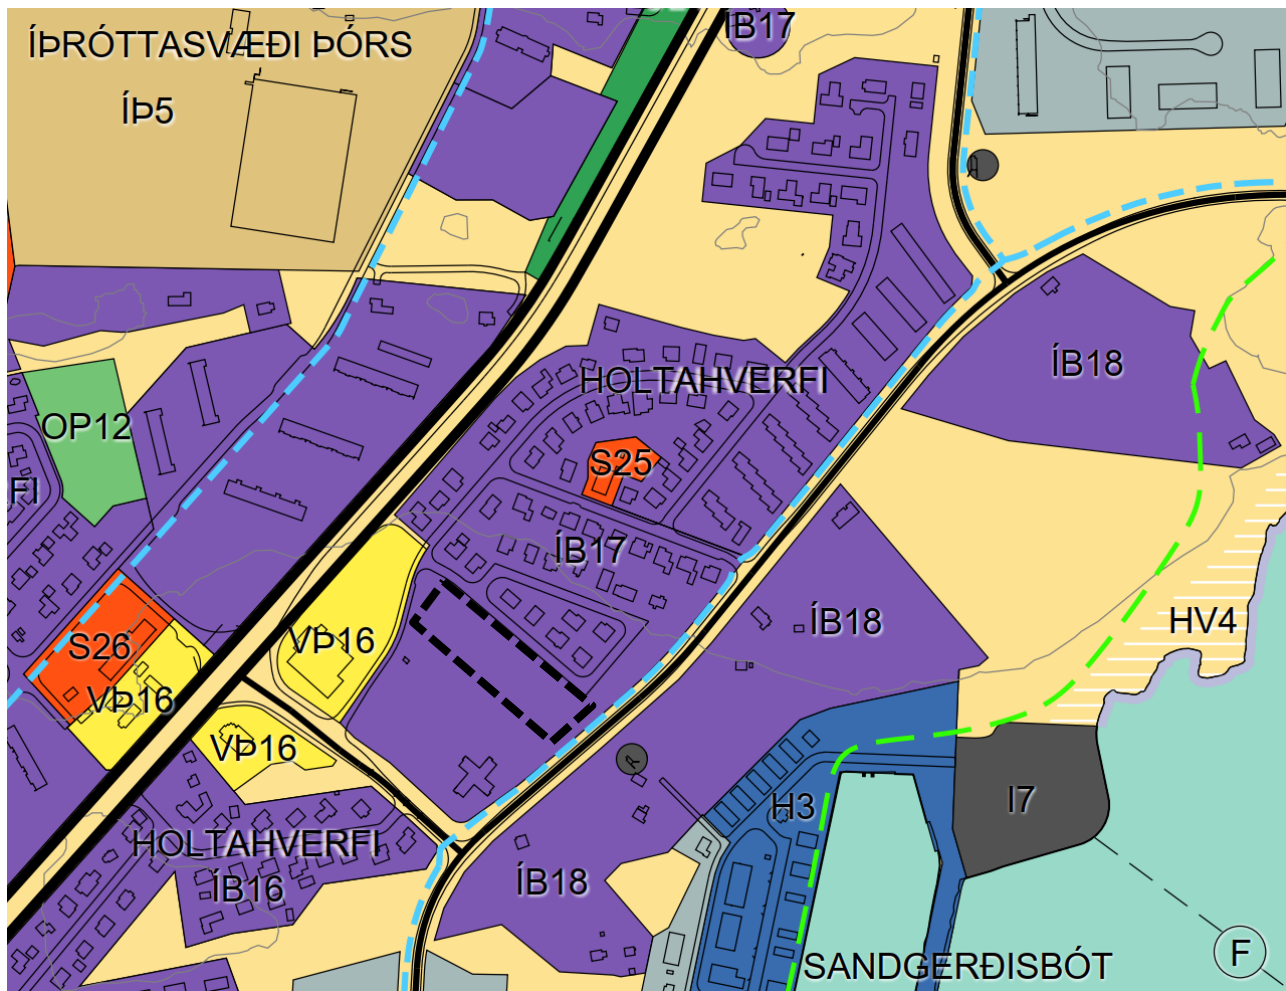 ÍB17
ÍÞRÓTTASVÆÐI ÞÓRS
ÍÞ5
ÍB18
HOLTAHVERFI
OP12
S25
FI
ÍB17
HV4
ÍB18
S26
VÞ16
VÞ16
VÞ16
I7
H3
HOLTAHVERFI
ÍB16
ÍB18
F
SANDGERÐISBÓT